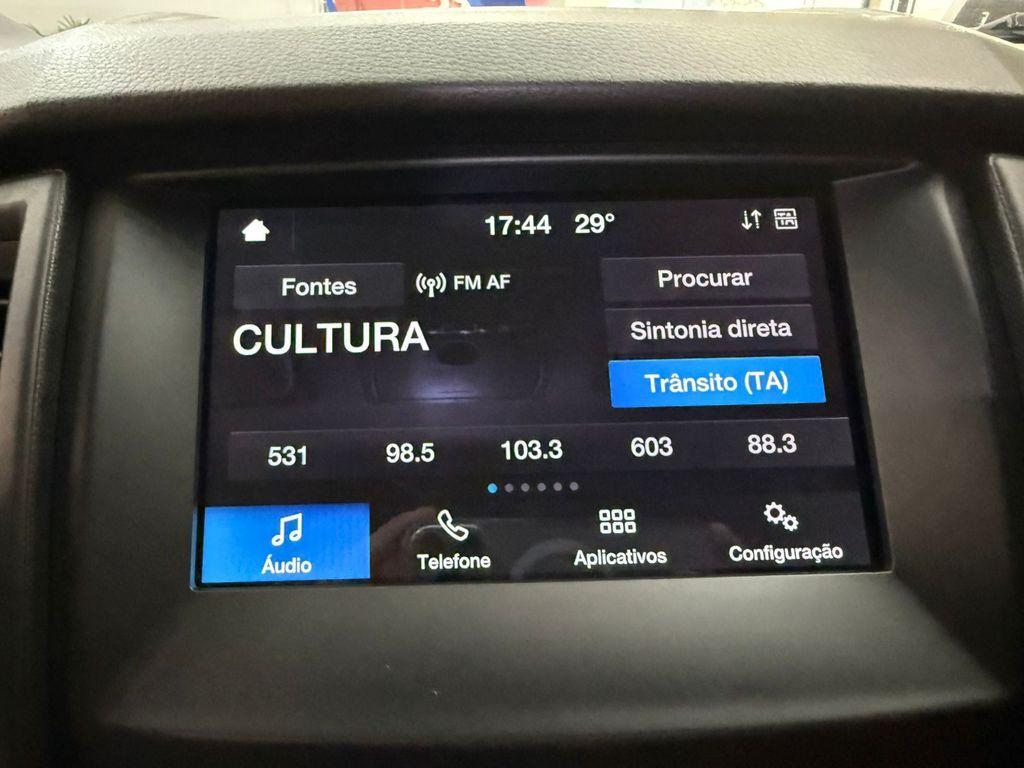 17:44 29°
TA
Fontes FM AF Procurar
CULTURA Sintonia direta
Trânsito (TA)
531 98.5 103.3 603 88.3
Áudio Telefone Aplicativos Configuração